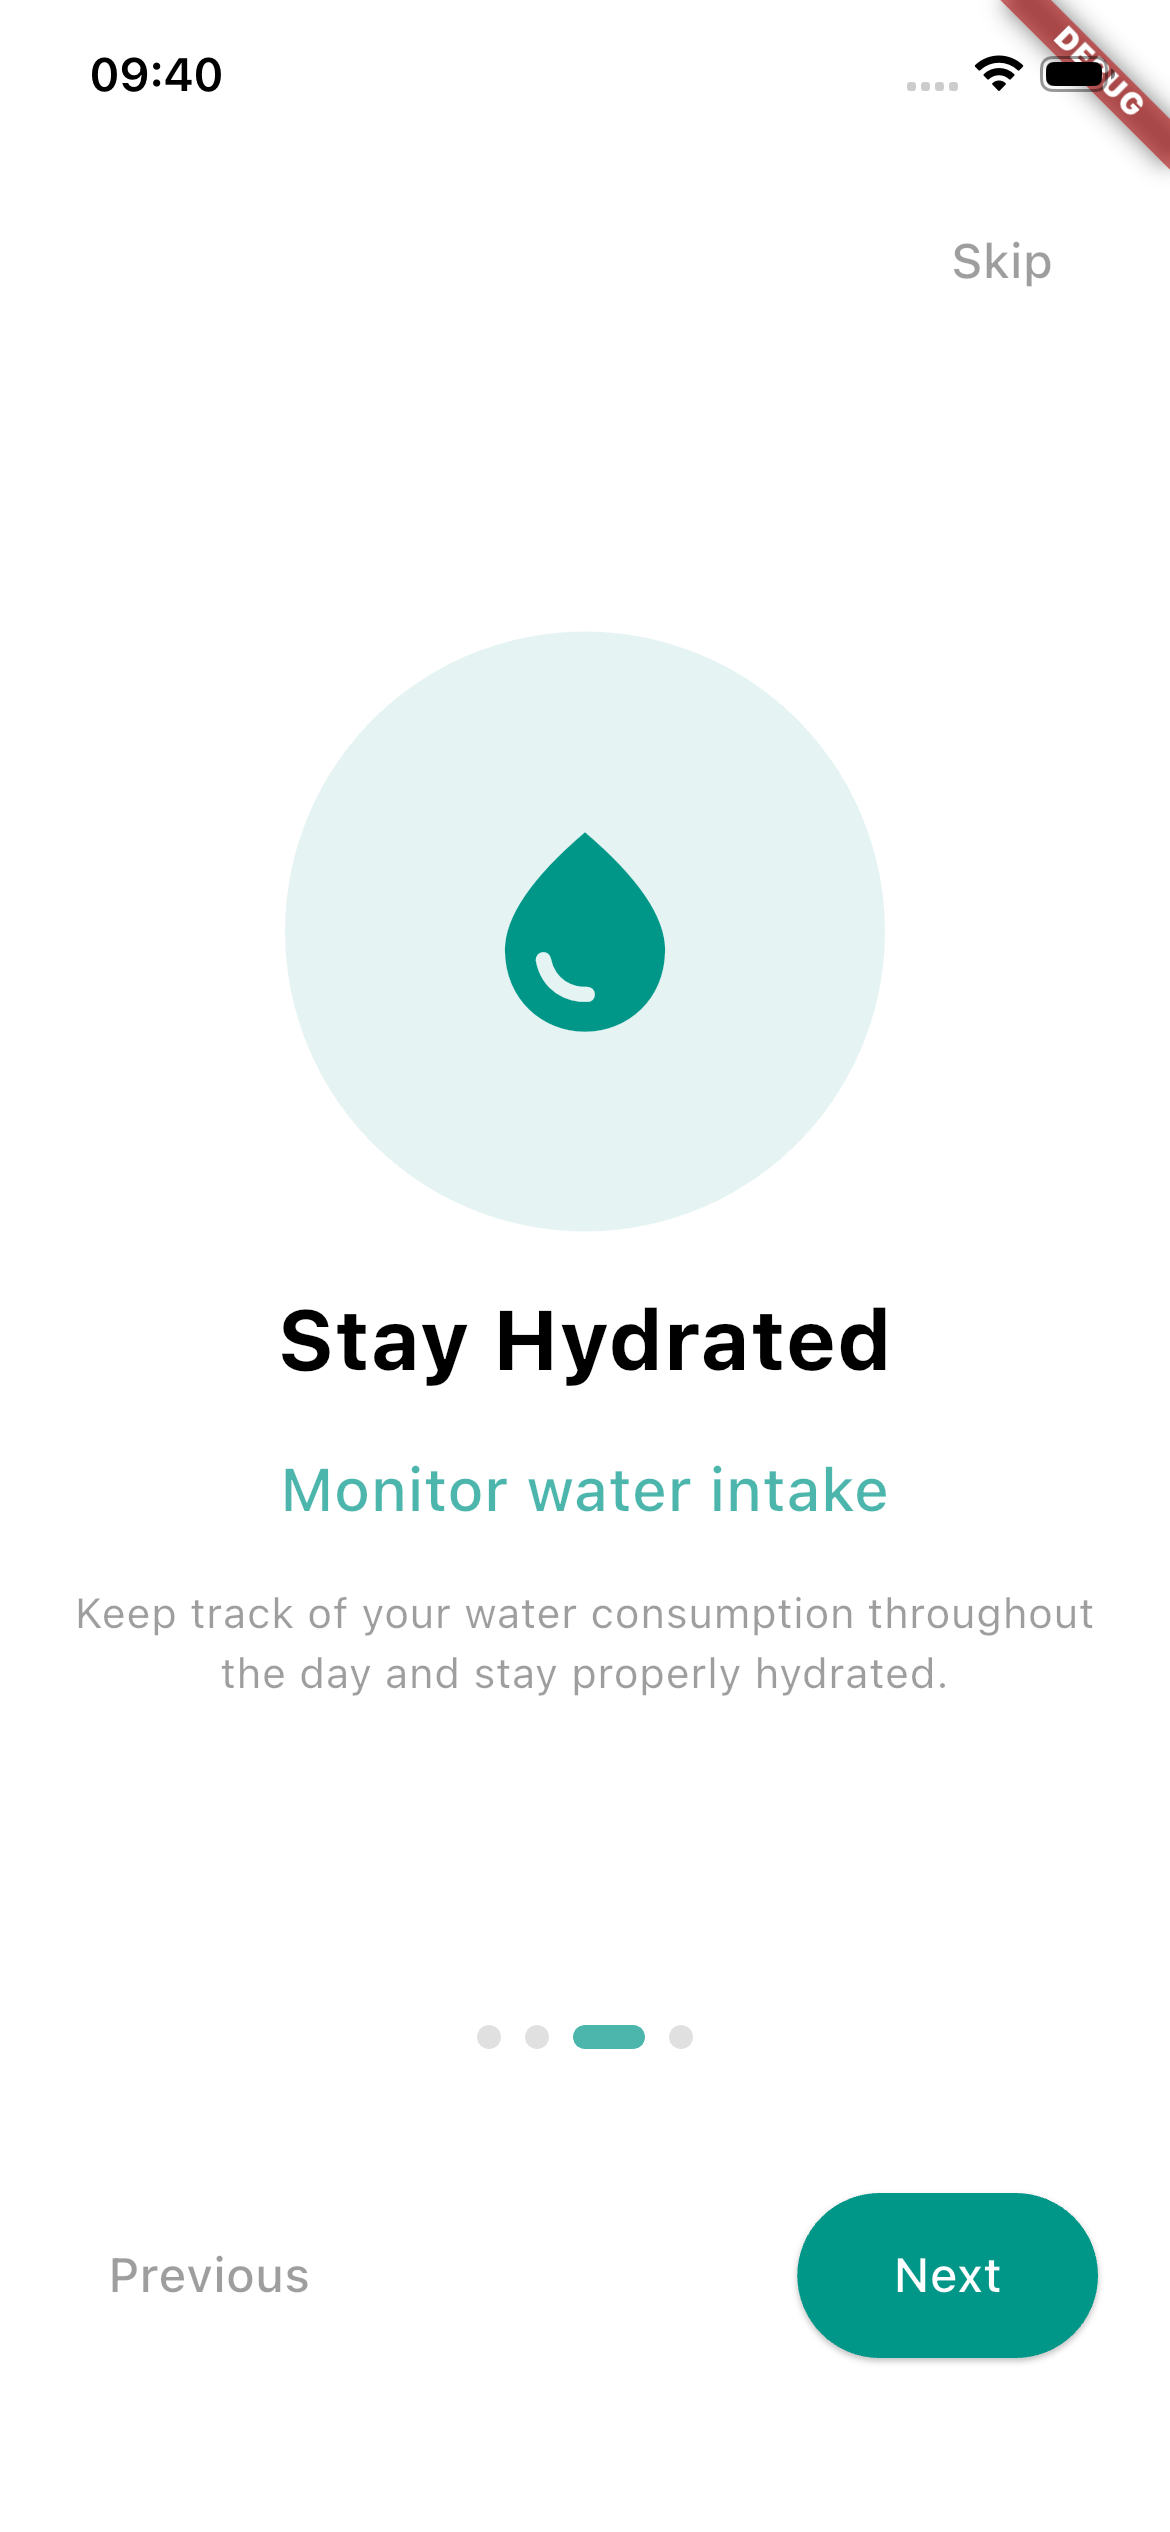 09:40
DEBUG
Skip
Stay Hydrated
Monitor water intake
Keep track of your water consumption throughout
the day and stay properly hydrated.
Previous
Next